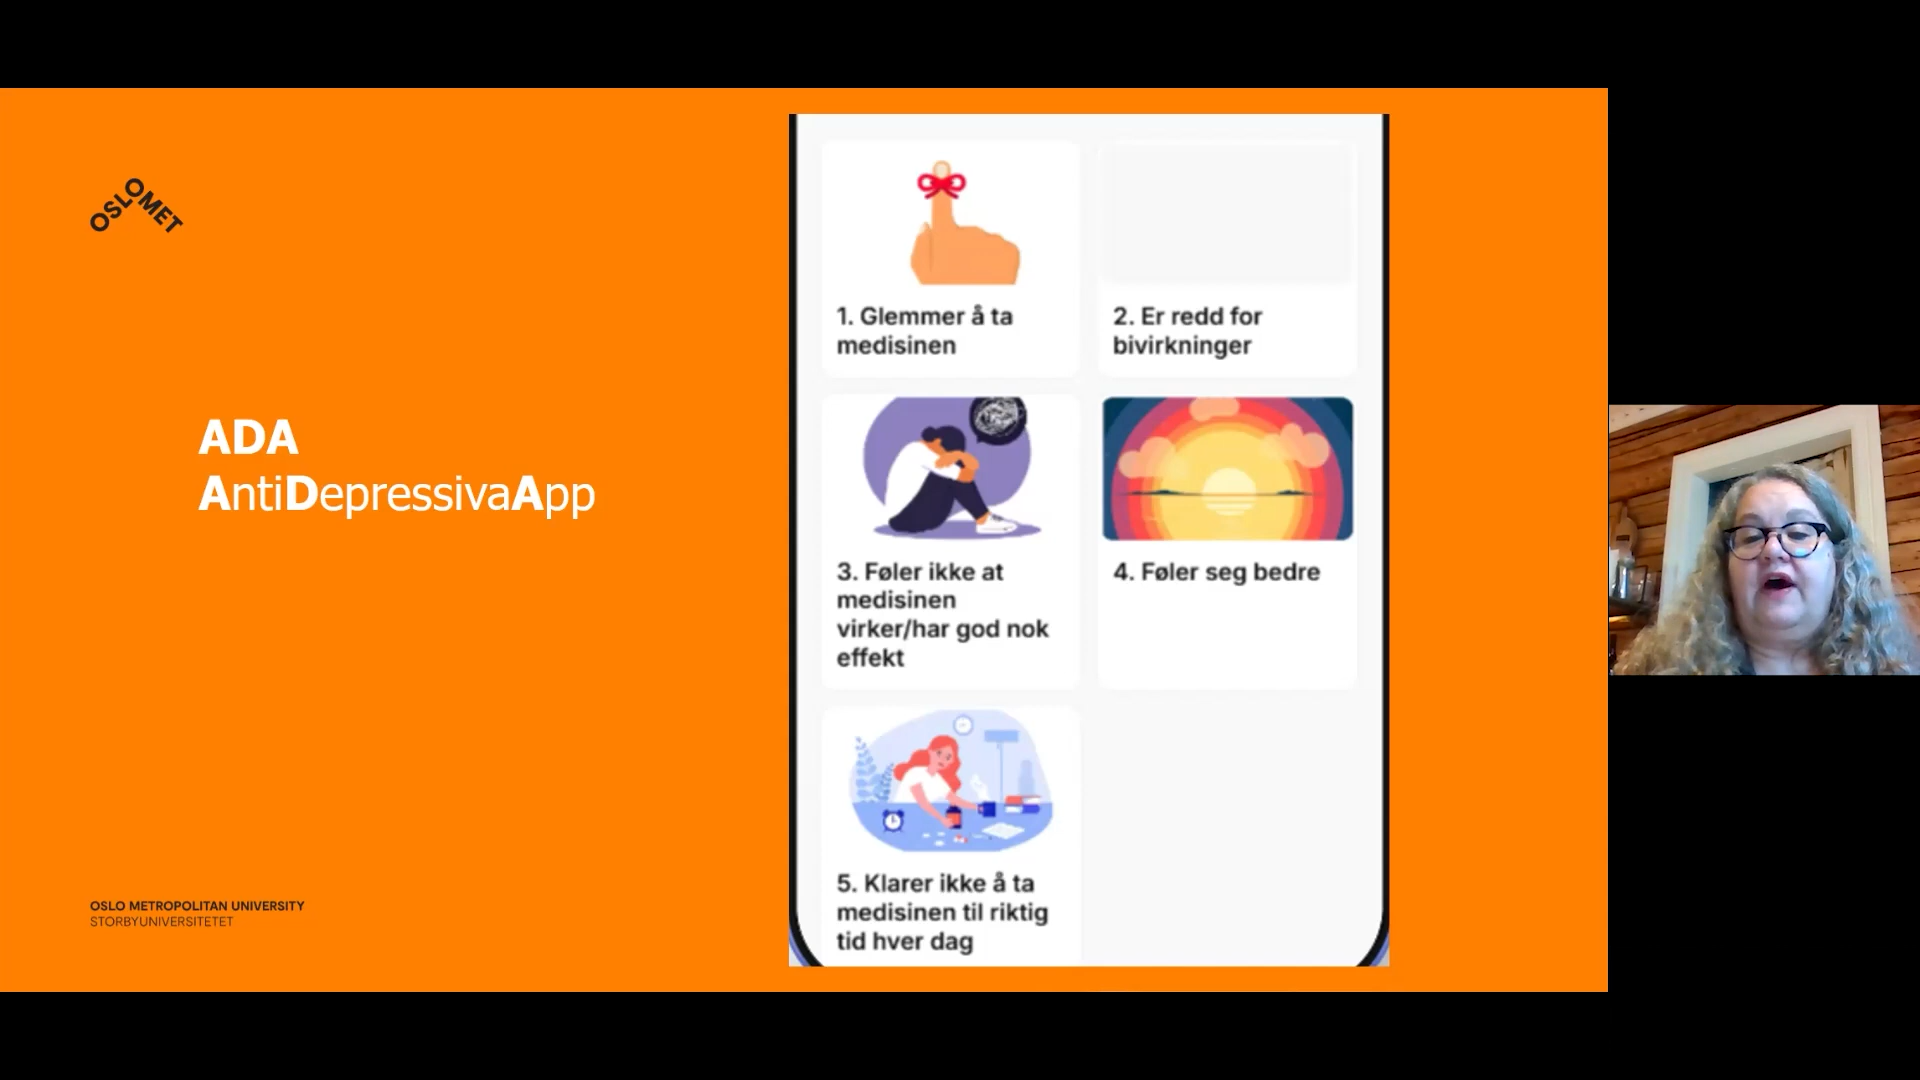 OSLOMET
ADA
AntiDepressivaApp
OSLO METROPOLITAN UNIVERSITY
STORBYUNIVERSITETET
1. Glemmer å ta
medisinen
2. Er redd for
bivirkninger
3. Føler ikke at
medisinen
virker/har god nok
effekt
4. Føler seg bedre
5. Klarer ikke å ta
medisinen til riktig
tid hver dag